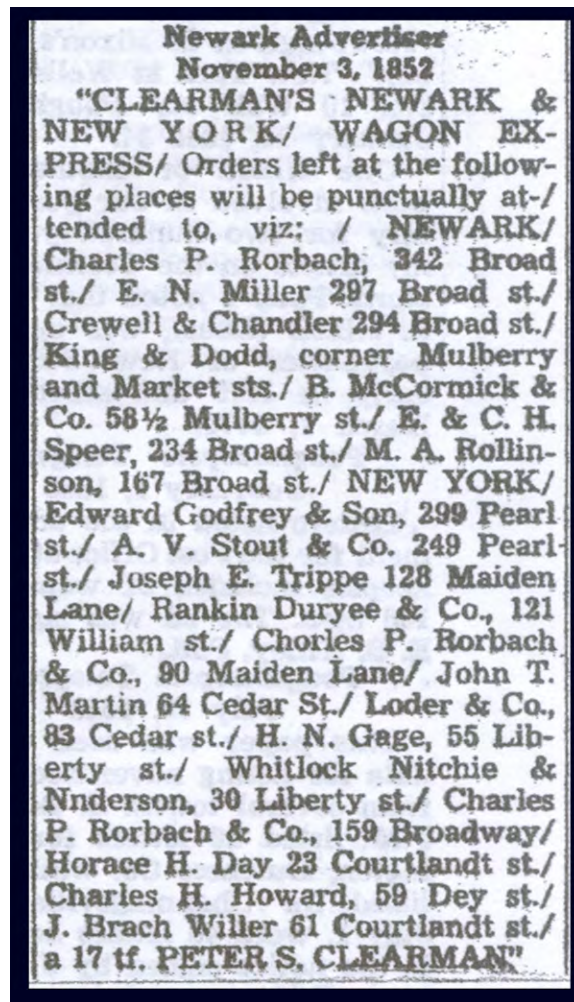 Newark Advertiser
November 3, 1852
"CLEARMAN'S NEWARK &
NEW YORK/ WAGON EX-
PRESS/ Orders left at the follow-
ing places will be punctually at-/
tended to, viz: / NEWARK/
Charles P. Rorbach 342 Broad
st./ E. N. Miller 297 Broad st./
Crewell & Chandler 294 Broad st./
King & Dodd, corner Mulberry
and Market sts./ B. McCormick &
Co. 58½ Mulberry st./ E. & C. H.
Speer, 234 Broad st./ M. A. Rollin-
son, 167 Broad st./ NEW YORK/
Edward Godfrey & Son, 299 Pearl
st./ A. V. Stout & Co. 249 Pearl
st./ Joseph E. Trippe 128 Maiden
Lane/ Rankin Duryee & Co., 121
William st./ Chorles P. Rorbach
& Co., 90 Maiden Lane/ John T.
Martin 64 Cedar St./ Loder & Co.,
83 Cedar st./ H. N. Gage, 55 Lib-
erty st./ Whitlock Nitchie &
Nnderson, 30 Liberty st./ Charles
P. Rorbach & Co., 159 Broadway/
Horace H. Day 23 Courtlandt st./
Charles H. Howard, 59 Dey st./
J. Brach Willer 61 Courtlandt st./
a 17 tf. PETER S. CLEARMAN"